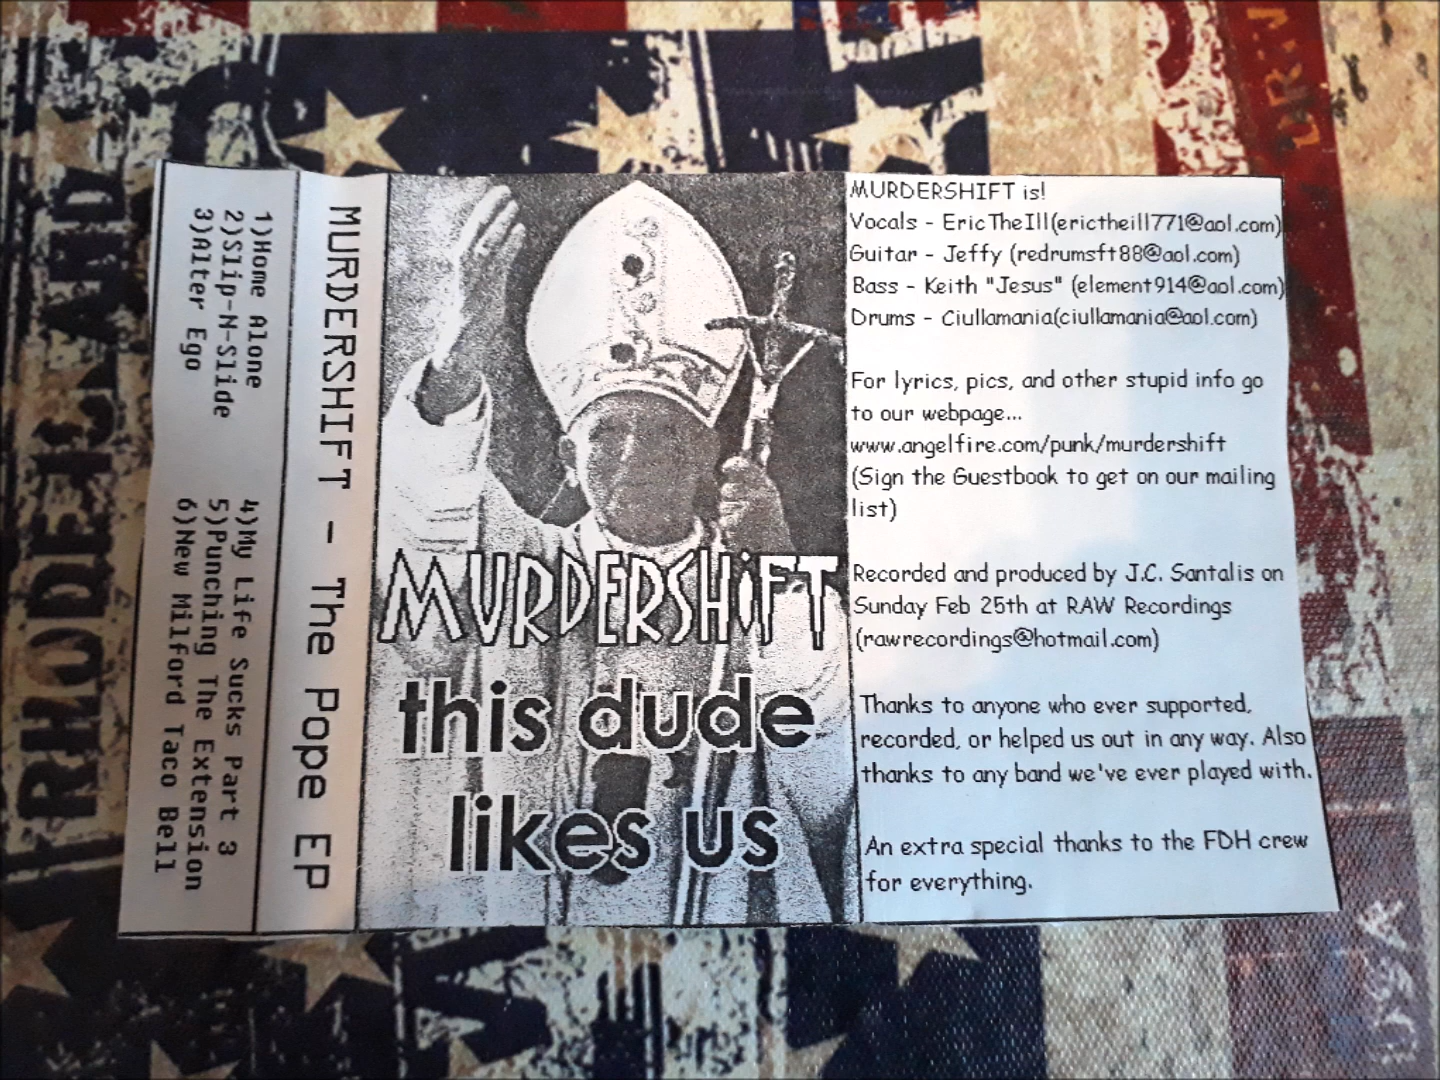 1)Home Alone
2)Slip-N-Slide
3)Alter Ego
4)My Life Sucks Part 3
5)Punching The Extension
6)New Milford Taco Bell
MURDERSHIFT - The Pope EP
MURDERSHiFT
this dude
likes us
MURDERSHIFT is!
Vocals - EricTheIll(erictheill771@aol.com)
Guitar - Jeffy (redrumsft88@aol.com)
Bass - Keith "Jesus" (element914@aol.com)
Drums - Ciullamania(ciullamania@aol.com)
For lyrics, pics, and other stupid info go
to our webpage...
www.angelfire.com/punk/murdershift
(Sign the Guestbook to get on our mailing
list)
Recorded and produced by J.C. Santalis on
Sunday Feb 25th at RAW Recordings
(rawrecordings@hotmail.com)
Thanks to anyone who ever supported,
recorded, or helped us out in any way. Also
thanks to any band we've ever played with.
An extra special thanks to the FDH crew
for everything.
RHODE IS AND
USA